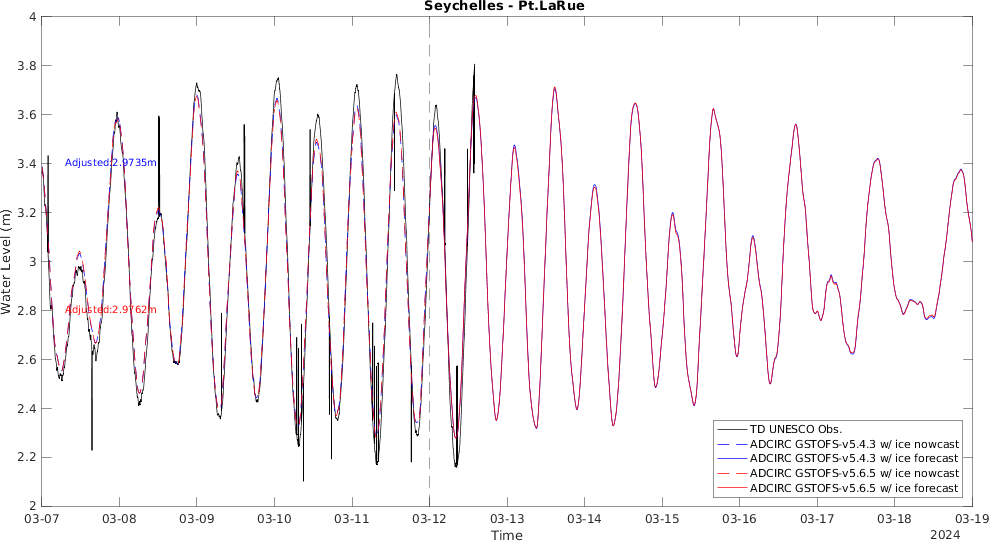 Seychelles - Pt.LaRue
Water Level (m)
4
3.8
3.6
3.4
3.2
3
2.8
2.6
2.4
2.2
2
Adjusted:2.9735m
Adjusted:2.9762m
TD UNESCO Obs.
ADCIRC GSTOFS-v5.4.3 w/ ice nowcast
ADCIRC GSTOFS-v5.4.3 w/ ice forecast
ADCIRC GSTOFS-v5.6.5 w/ ice nowcast
ADCIRC GSTOFS-v5.6.5 w/ ice forecast
03-07 03-08 03-09 03-10 03-11 03-12 03-13 03-14 03-15 03-16 03-17 03-18 03-19
Time
2024